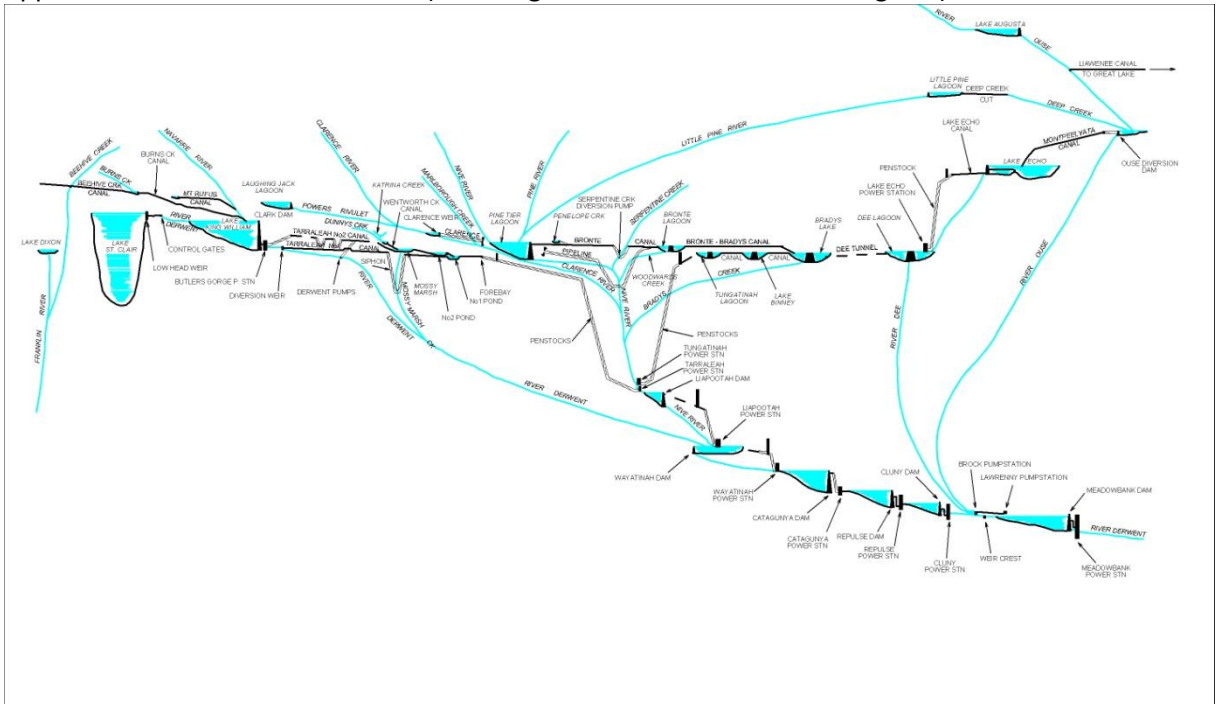 RIVER
LAKE AUGUSTA
OUSE
LIAWENEE CANAL
TO GREAT LAKE
LITTLE PINE
LAGOON
DEEP CREEK
CUT
DEEP CREEK
LITTLE PINE RIVER
LAKE ECHO
CANAL
MONTPEELYATA
CANAL
OUSE DIVERSION
DAM
LAKE ECHO
PENSTOCK
LAKE ECHO
POWER STATION
DEE LAGOON
BEEHIVE CREEK
NAVARRE RIVER
BURNS CK
CANAL
BURNS CK
BEEHIVE CRK
CANAL
MT RUFUS
CANAL
CLARENCE RIVER
NIVE RIVER
MARLBOROUGH CREEK
PINE RIVER
KATRINA CREEK
WENTWORTH CK
CANAL
CLARENCE WEIR
LAUGHING JACK
LAGOON
POWERS RIVULET
DUNNYS CRK
CLARENCE
PINE TIER
LAGOON
PENELOPE CRK
SERPENTINE CRK
DIVERSION PUMP
SERPENTINE CREEK
BRONTE
LAGOON
BRADYS
LAKE
LAKE DIXON
LAKE
ST. CLAIR
RIVER
DERWENT
LAKE
KING WILLIAM
CLARK DAM
TARRALEAH No2 CANAL
TARRALEAH No1
CANAL
BRONTE
CANAL
BRONTE - BRADYS CANAL
DEE TUNNEL
PIPELINE
CLARENCE RIVER
WOODWARDS
CREEK
CANAL
CANAL
CONTROL GATES
LOW HEAD WEIR
BUTLERS GORGE P. STN
DIVERSION WEIR
DERWENT PUMPS
SIPHON
MOSSY
MARSH
MOSSY MARSH CK
No2 POND
No1 POND
FOREBAY
NIVE RIVER
BRADYS
CREEK
TUNGATINAH
LAGOON
LAKE
BINNEY
FRANKLIN
RIVER
RIVER
DERWENT
RIVER DERWENT
PENSTOCKS
PENSTOCKS
TUNGATINAH
POWER STN
TARRALEAH
POWER STN
LIAPOOTAH DAM
NIVE RIVER
LIAPOOTAH
POWER STN
RIVER DEE
RIVER OUSE
WAYATINAH DAM
WAYATINAH
POWER STN
CATAGUNYA DAM
CATAGUNYA
POWER STN
REPULSE DAM
REPULSE
POWER STN
CLUNY DAM
CLUNY
POWER STN
BROCK PUMPSTATION
LAWRENNY PUMPSTATION
WEIR CREST
MEADOWBANK DAM
RIVER DERWENT
MEADOWBANK
POWER STN